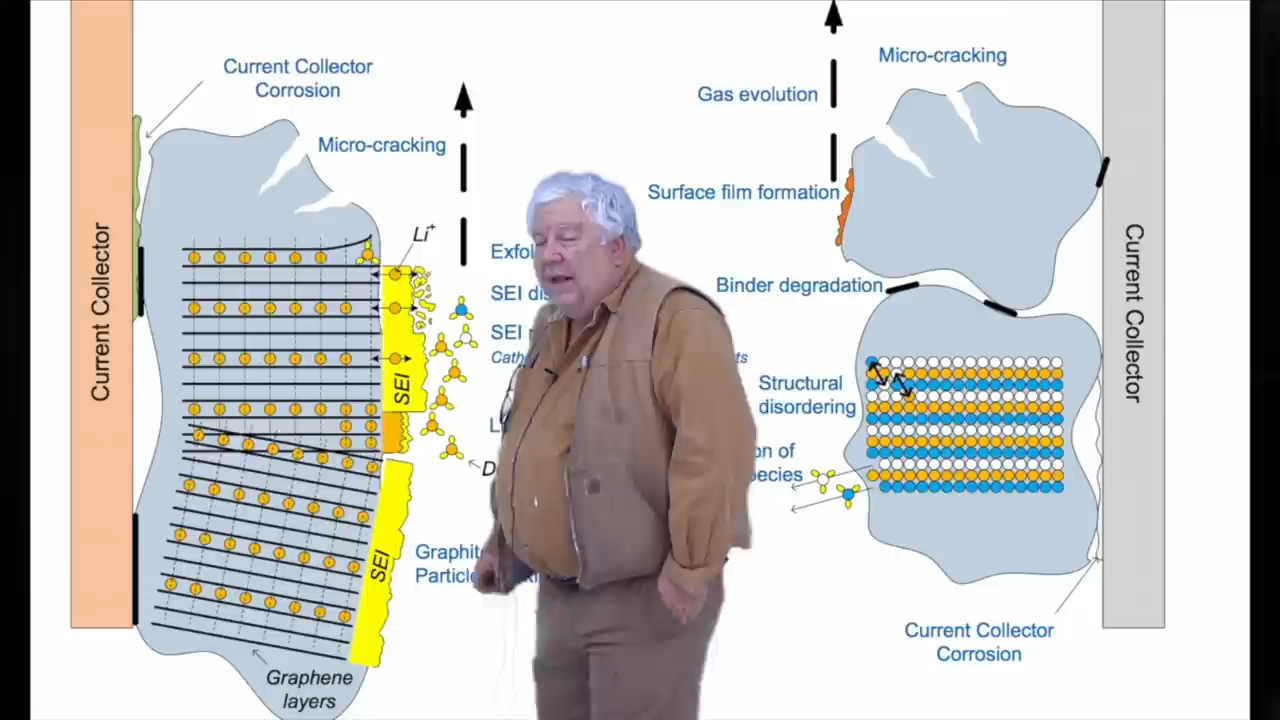 Current Collector
Corrosion
Micro-cracking
Li+
Current Collector
SEI
SEI
SEI
Graphene
layers
Gas evolution
Micro-cracking
Surface film formation
Binder degradation
Structural
disordering
Current Collector
Current Collector
Corrosion